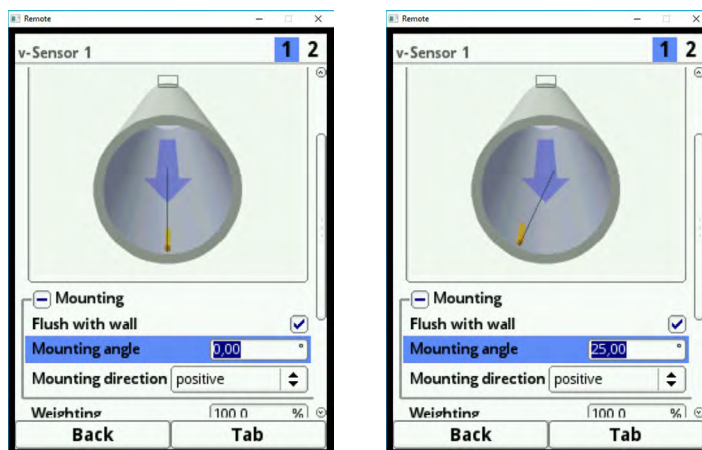 Remote
v-Sensor 1 1 2
Mounting
Flush with wall
Mounting angle 0,00 °
Mounting direction positive
Weighting 100.0 %
Back Tab
Remote
v-Sensor 1 1 2
Mounting
Flush with wall
Mounting angle 25,00 °
Mounting direction positive
Weighting 100.0 %
Back Tab